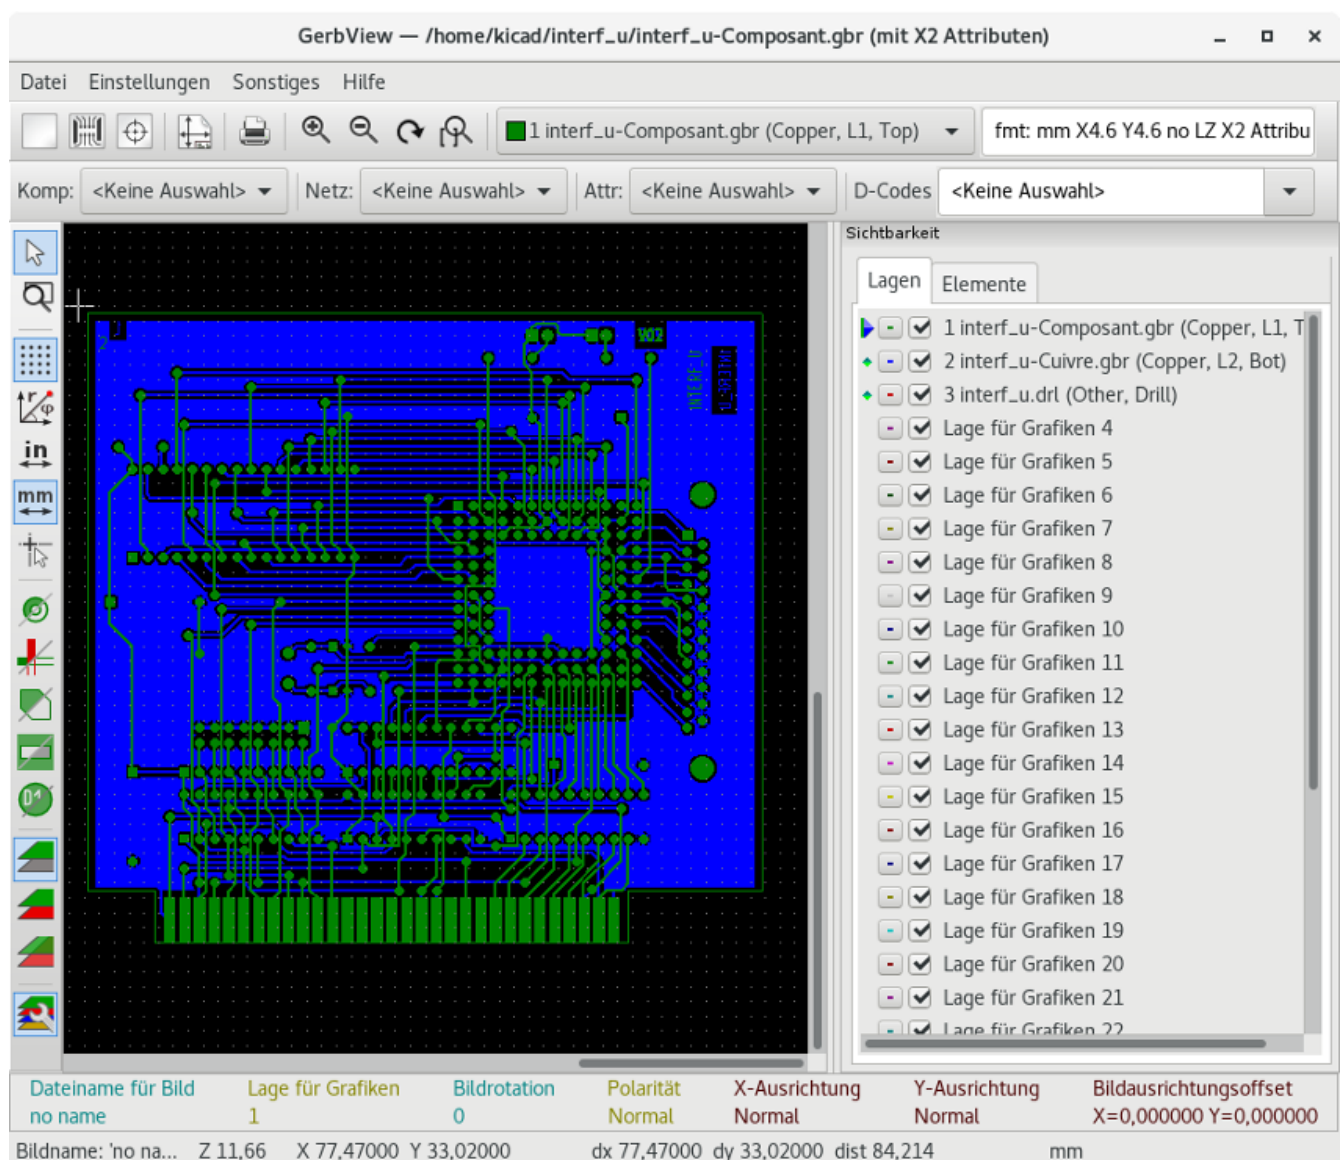 GerbView — /home/kicad/interf_u/interf_u-Composant.gbr (mit X2 Attributen)
Datei Einstellungen Sonstiges Hilfe
1 interf_u-Composant.gbr (Copper, L1, Top) fmt: mm X4.6 Y4.6 no LZ X2 Attribu
Komp: <Keine Auswahl> Netz: <Keine Auswahl> Attr: <Keine Auswahl> D-Codes <Keine Auswahl>
Sichtbarkeit
Lagen Elemente
1 interf_u-Composant.gbr (Copper, L1, T
2 interf_u-Cuivre.gbr (Copper, L2, Bot)
3 interf_u.drl (Other, Drill)
Lage für Grafiken 4
Lage für Grafiken 5
Lage für Grafiken 6
Lage für Grafiken 7
Lage für Grafiken 8
Lage für Grafiken 9
Lage für Grafiken 10
Lage für Grafiken 11
Lage für Grafiken 12
Lage für Grafiken 13
Lage für Grafiken 14
Lage für Grafiken 15
Lage für Grafiken 16
Lage für Grafiken 17
Lage für Grafiken 18
Lage für Grafiken 19
Lage für Grafiken 20
Lage für Grafiken 21
Lage für Grafiken 22
in
mm
V02
INTERF_U
2
Dateiname für Bild Lage für Grafiken Bildrotation Polarität X-Ausrichtung Y-Ausrichtung Bildausrichtungsoffset
no name 1 0 Normal Normal Normal X=0,000000 Y=0,000000
Bildname: 'no na... Z 11,66 X 77,47000 Y 33,02000 dx 77,47000 dy 33,02000 dist 84,214 mm